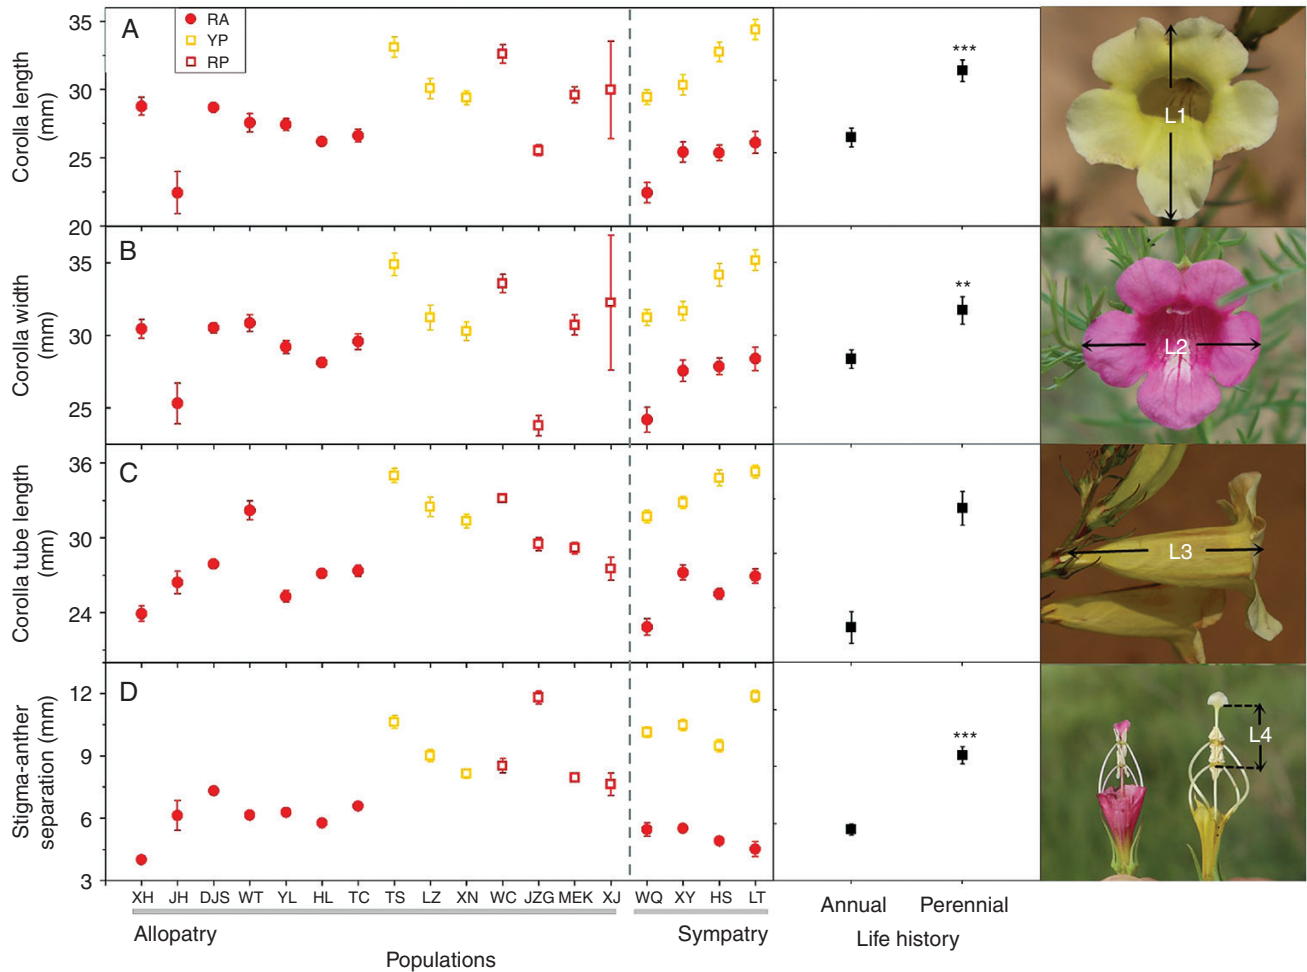 A
RA
YP
RP
Corolla length
(mm)
35
30
25
20
***
L1
B
Corolla width
(mm)
35
30
25
**
L2
C
Corolla tube length
(mm)
36
30
24
L3
D
Stigma-anther
separation (mm)
12
9
6
3
***
L4
XH JH DJS WT YL HL TC TS LZ XN WC JZG MEK XJ WQ XY HS LT
Annual Perennial
Allopatry Sympatry
Life history
Populations